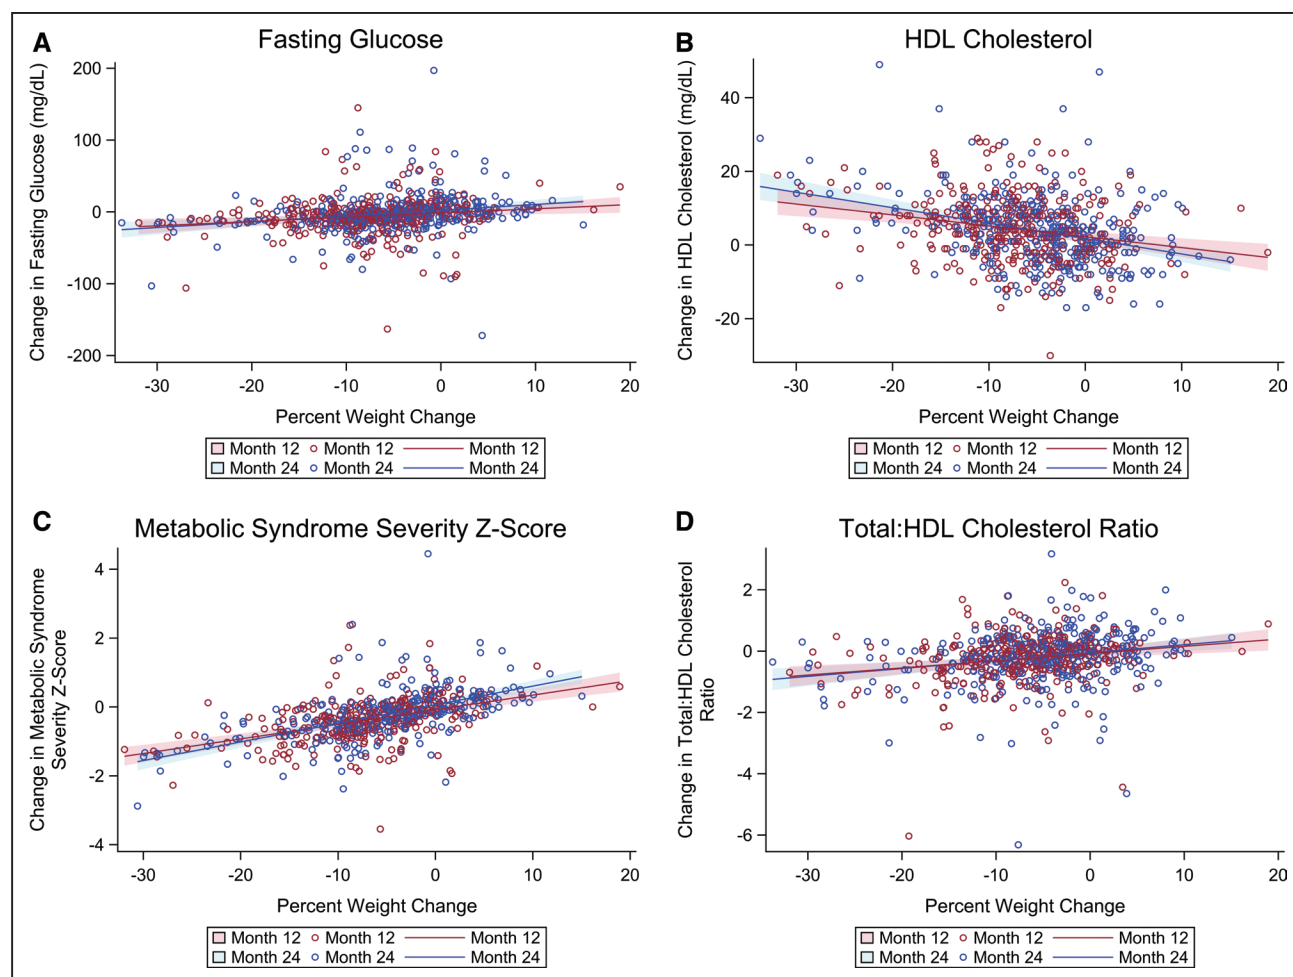 A
Fasting Glucose
Change in Fasting Glucose (mg/dL)
200
100
0
-100
-200
-30 -20 -10 0 10 20
Percent Weight Change
Month 12 Month 12 Month 12
Month 24 Month 24 Month 24
B
HDL Cholesterol
Change in HDL Cholesterol (mg/dL)
40
20
0
-20
-30 -20 -10 0 10 20
Percent Weight Change
Month 12 Month 12 Month 12
Month 24 Month 24 Month 24
C
Metabolic Syndrome Severity Z-Score
Change in Metabolic Syndrome
Severity Z-Score
4
2
0
-2
-4
-30 -20 -10 0 10 20
Percent Weight Change
Month 12 Month 12 Month 12
Month 24 Month 24 Month 24
D
Total:HDL Cholesterol Ratio
Change in Total:HDL Cholesterol
Ratio
2
0
-2
-4
-6
-30 -20 -10 0 10 20
Percent Weight Change
Month 12 Month 12 Month 12
Month 24 Month 24 Month 24